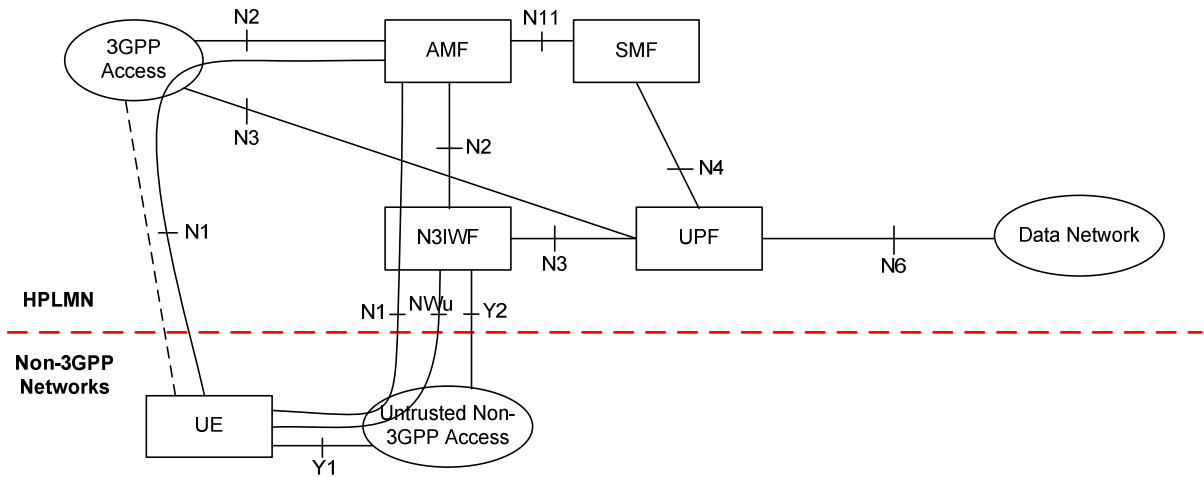 N2
N11
3GPP
Access
AMF
SMF
N3
N2
N4
N1
N3IWF
UPF
Data Network
N3
N6
HPLMN
N1
NWu
Y2
Non-3GPP
Networks
UE
Untrusted Non-
3GPP Access
Y1